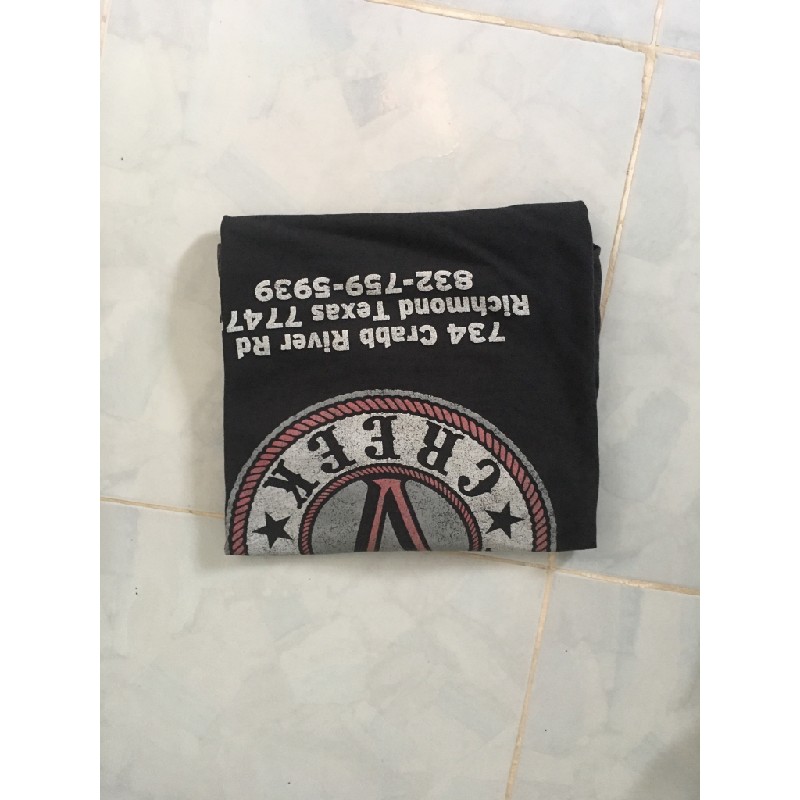 CREEK
734 Crabb River Rd
Richmond Texas 7747
832-759-5939